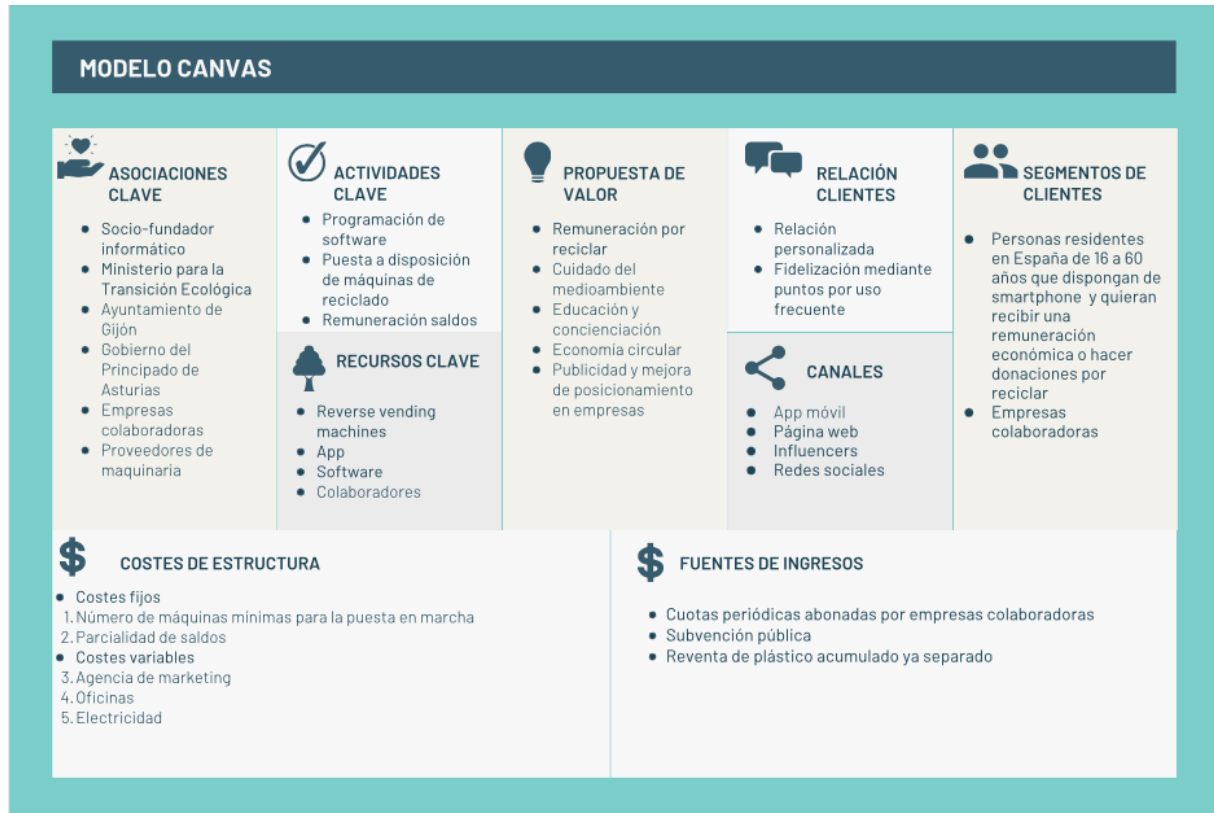 MODELO CANVAS
ASOCIACIONES
CLAVE
• Socio-fundador
informático
• Ministerio para la
Transición Ecológica
• Ayuntamiento de
Gijón
• Gobierno del
Principado de
Asturias
• Empresas
colaboradoras
• Proveedores de
maquinaria
ACTIVIDADES
CLAVE
• Programación de
software
• Puesta a disposición
de máquinas de
reciclado
• Remuneración saldos
RECURSOS CLAVE
• Reverse vending
machines
• App
• Software
• Colaboradores
PROPUESTA DE
VALOR
• Remuneración por
reciclar
• Cuidado del
medioambiente
• Educación y
concienciación
• Economía circular
• Publicidad y mejora
de posicionamiento
en empresas
RELACIÓN
CLIENTES
• Relación
personalizada
• Fidelización mediante
puntos por uso
frecuente
CANALES
• App móvil
• Página web
• Influencers
• Redes sociales
SEGMENTOS DE
CLIENTES
• Personas residentes
en España de 16 a 60
años que dispongan de
smartphone y quieran
recibir una
remuneración
económica o hacer
donaciones por
reciclar
• Empresas
colaboradoras
$ COSTES DE ESTRUCTURA
• Costes fijos
1. Número de máquinas mínimas para la puesta en marcha
2. Parcialidad de saldos
• Costes variables
3. Agencia de marketing
4. Oficinas
5. Electricidad
$ FUENTES DE INGRESOS
• Cuotas periódicas abonadas por empresas colaboradoras
• Subvención pública
• Reventa de plástico acumulado ya separado